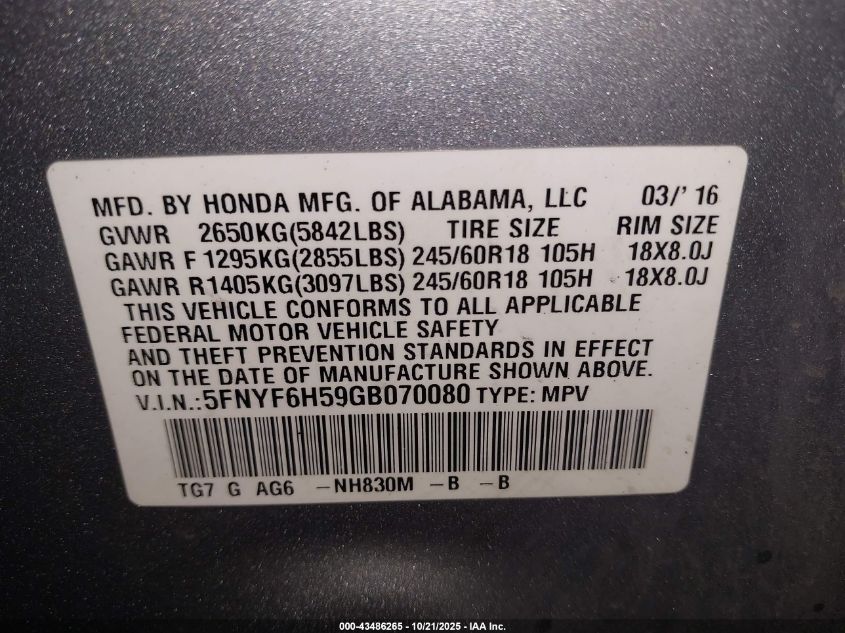 MFD. BY HONDA MFG. OF ALABAMA, LLC 03/' 16
GVWR 2650KG(5842LBS) TIRE SIZE RIM SIZE
GAWR F 1295KG(2855LBS) 245/60R18 105H 18X8.0J
GAWR R1405KG(3097LBS) 245/60R18 105H 18X8.0J
THIS VEHICLE CONFORMS TO ALL APPLICABLE
FEDERAL MOTOR VEHICLE SAFETY
AND THEFT PREVENTION STANDARDS IN EFFECT
ON THE DATE OF MANUFACTURE SHOWN ABOVE.
V.I.N.:5FNYF6H59GB070080 TYPE: MPV
TG7 G AG6 -NH830M -B -B
000-43486265 - 10/21/2025 - IAA Inc.